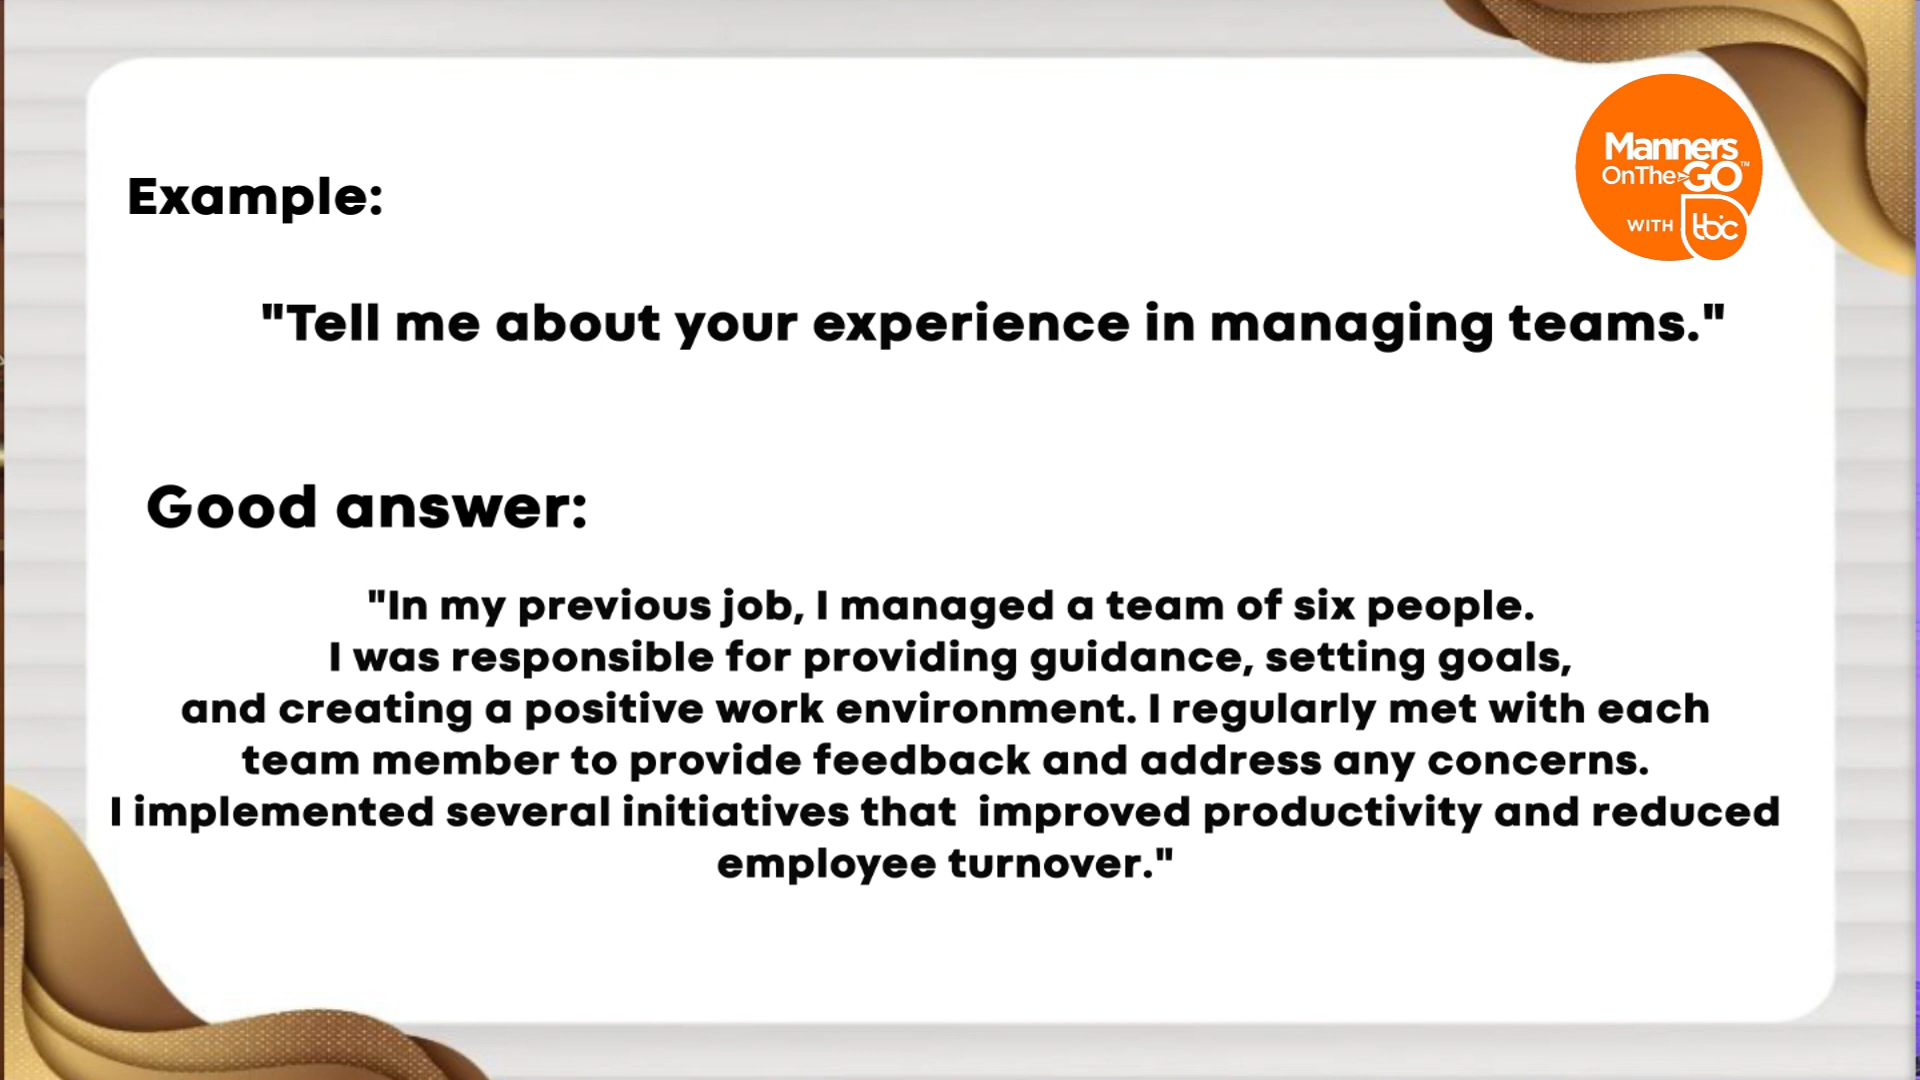 Manners
OnThe GO™
WITH tbc
Example:
"Tell me about your experience in managing teams."
Good answer:
"In my previous job, I managed a team of six people.
I was responsible for providing guidance, setting goals,
and creating a positive work environment. I regularly met with each
team member to provide feedback and address any concerns.
I implemented several initiatives that  improved productivity and reduced
employee turnover."